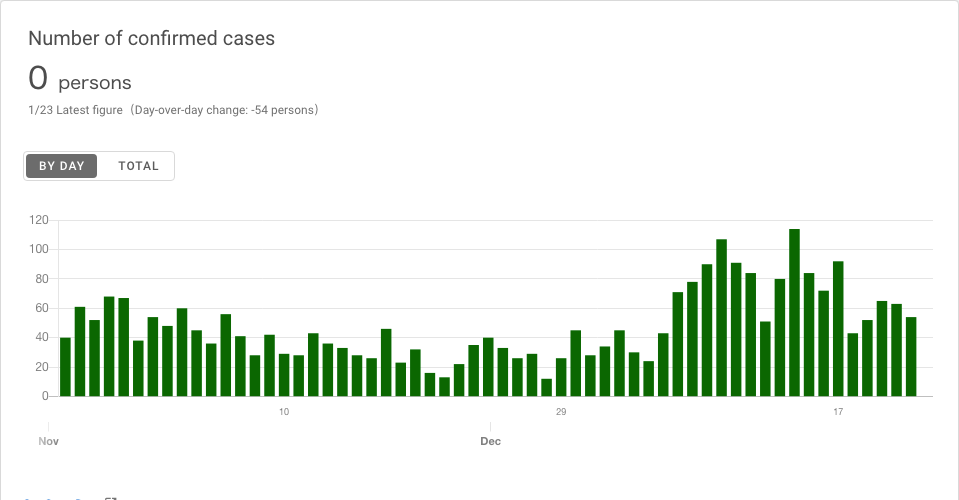 Number of confirmed cases
0 persons
1/23 Latest figure（Day-over-day change: -54 persons）
BY DAY TOTAL
120
100
80
60
40
20
0
10 29 17
Nov Dec